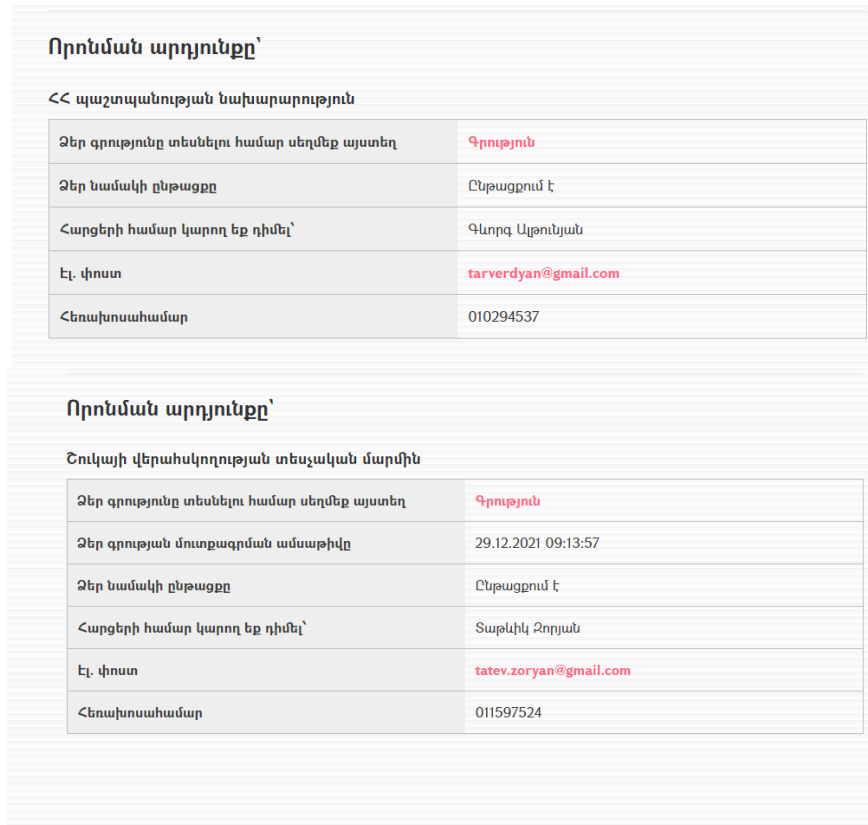 Որոնման արդյունքը՝
ՀՀ պաշտպանության նախարարություն
Ձեր գրությունը տեսնելու համար սեղմեք այստեղ Գրություն
Ձեր նամակի ընթացքը Ընթացքում է
Հարցերի համար կարող եք դիմել՝ Գևորգ Ալթունյան
Էլ. փոստ tarverdyan@gmail.com
Հեռախոսահամար 010294537
Որոնման արդյունքը՝
Շուկայի վերահսկողության տեսչական մարմին
Ձեր գրությունը տեսնելու համար սեղմեք այստեղ Գրություն
Ձեր գրության մուտքագրման ամսաթիվը 29.12.2021 09:13:57
Ձեր նամակի ընթացքը Ընթացքում է
Հարցերի համար կարող եք դիմել՝ Տաթևիկ Զորյան
Էլ. փոստ tatev.zoryan@gmail.com
Հեռախոսահամար 011597524